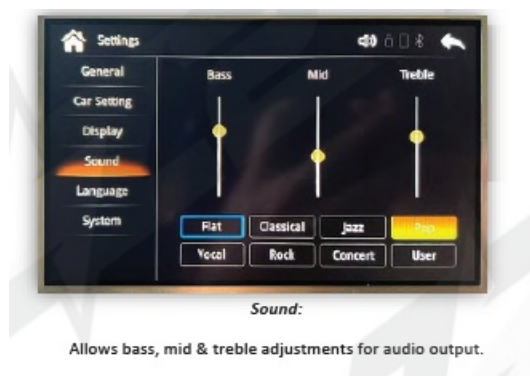 Settings
General
Car Setting
Display
Sound
Language
System
Bass Mid Treble
Flat Classical Jazz Pop
Vocal Rock Concert User
Sound:
Allows bass, mid & treble adjustments for audio output.